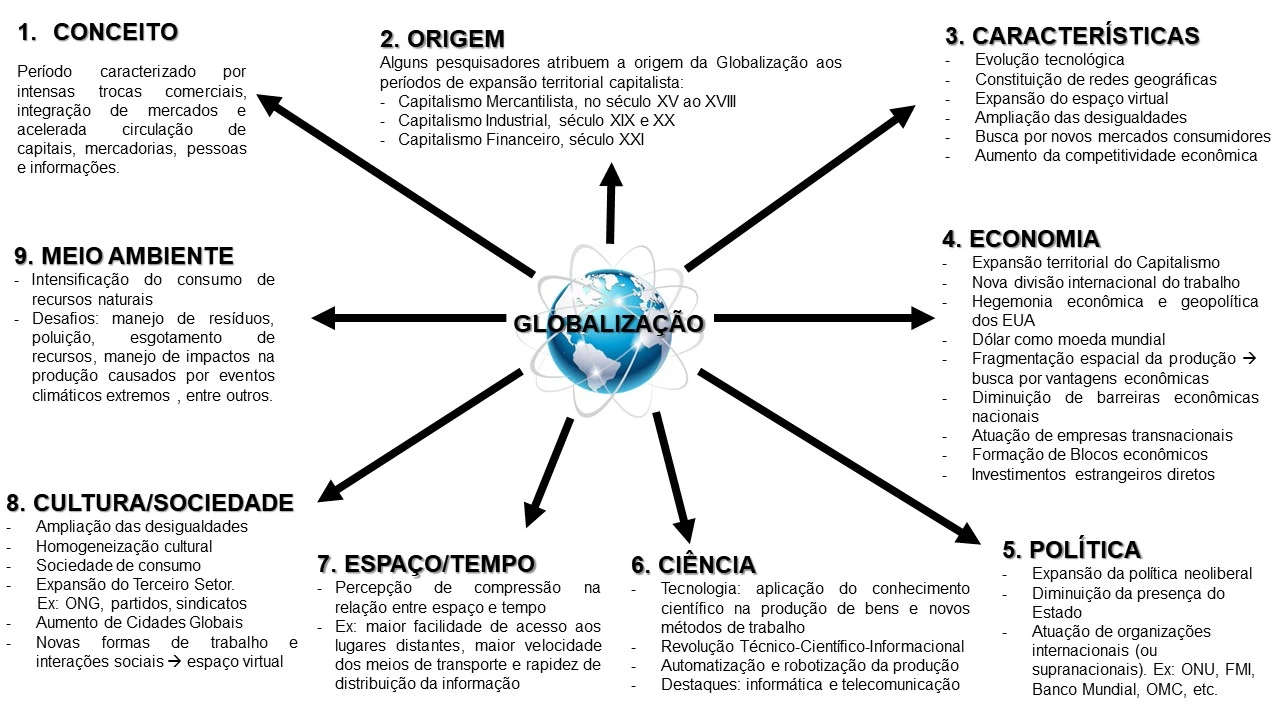 1. CONCEITO
Período caracterizado por
intensas trocas comerciais,
integração de mercados e
acelerada circulação de
capitais, mercadorias, pessoas
e informações.
2. ORIGEM
Alguns pesquisadores atribuem a origem da Globalização aos
períodos de expansão territorial capitalista:
- Capitalismo Mercantilista, no século XV ao XVIII
- Capitalismo Industrial, século XIX e XX
- Capitalismo Financeiro, século XXI
3. CARACTERÍSTICAS
- Evolução tecnológica
- Constituição de redes geográficas
- Expansão do espaço virtual
- Ampliação das desigualdades
- Busca por novos mercados consumidores
- Aumento da competitividade econômica
GLOBALIZAÇÃO
4. ECONOMIA
- Expansão territorial do Capitalismo
- Nova divisão internacional do trabalho
- Hegemonia econômica e geopolítica
dos EUA
- Dólar como moeda mundial
- Fragmentação espacial da produção →
busca por vantagens econômicas
- Diminuição de barreiras econômicas
nacionais
- Atuação de empresas transnacionais
- Formação de Blocos econômicos
- Investimentos estrangeiros diretos
5. POLÍTICA
- Expansão da política neoliberal
- Diminuição da presença do
Estado
- Atuação de organizações
internacionais (ou
supranacionais). Ex: ONU, FMI,
Banco Mundial, OMC, etc.
6. CIÊNCIA
- Tecnologia: aplicação do conhecimento
científico na produção de bens e novos
métodos de trabalho
- Revolução Técnico-Científico-Informacional
- Automatização e robotização da produção
- Destaques: informática e telecomunicação
7. ESPAÇO/TEMPO
- Percepção de compressão na
relação entre espaço e tempo
- Ex: maior facilidade de acesso aos
lugares distantes, maior velocidade
dos meios de transporte e rapidez de
distribuição da informação
8. CULTURA/SOCIEDADE
- Ampliação das desigualdades
- Homogeneização cultural
- Sociedade de consumo
- Expansão do Terceiro Setor.
Ex: ONG, partidos, sindicatos
- Aumento de Cidades Globais
- Novas formas de trabalho e
interações sociais → espaço virtual
9. MEIO AMBIENTE
- Intensificação do consumo de
recursos naturais
- Desafios: manejo de resíduos,
poluição, esgotamento de
recursos, manejo de impactos na
produção causados por eventos
climáticos extremos , entre outros.